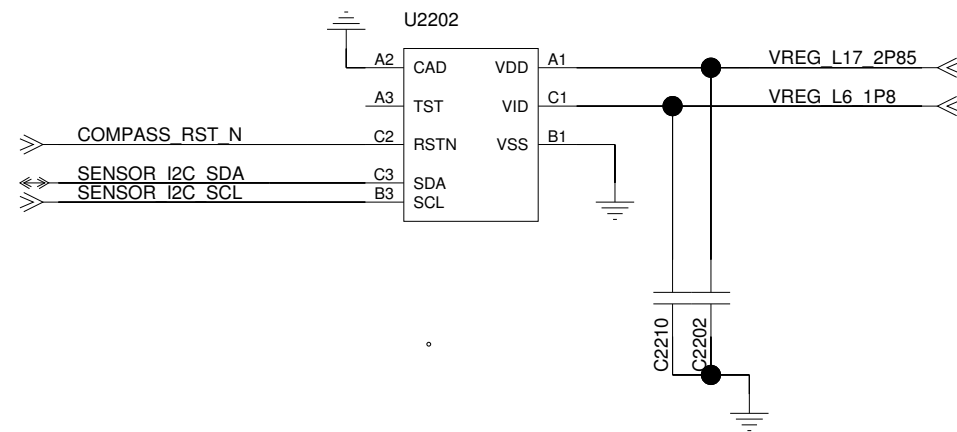 U2202
A2 CAD VDD A1 VREG_L17_2P85
A3 TST VID C1 VREG_L6_1P8
COMPASS_RST_N C2 RSTN VSS B1
SENSOR_I2C_SDA C3 SDA
SENSOR_I2C_SCL B3 SCL
C2210
C2202